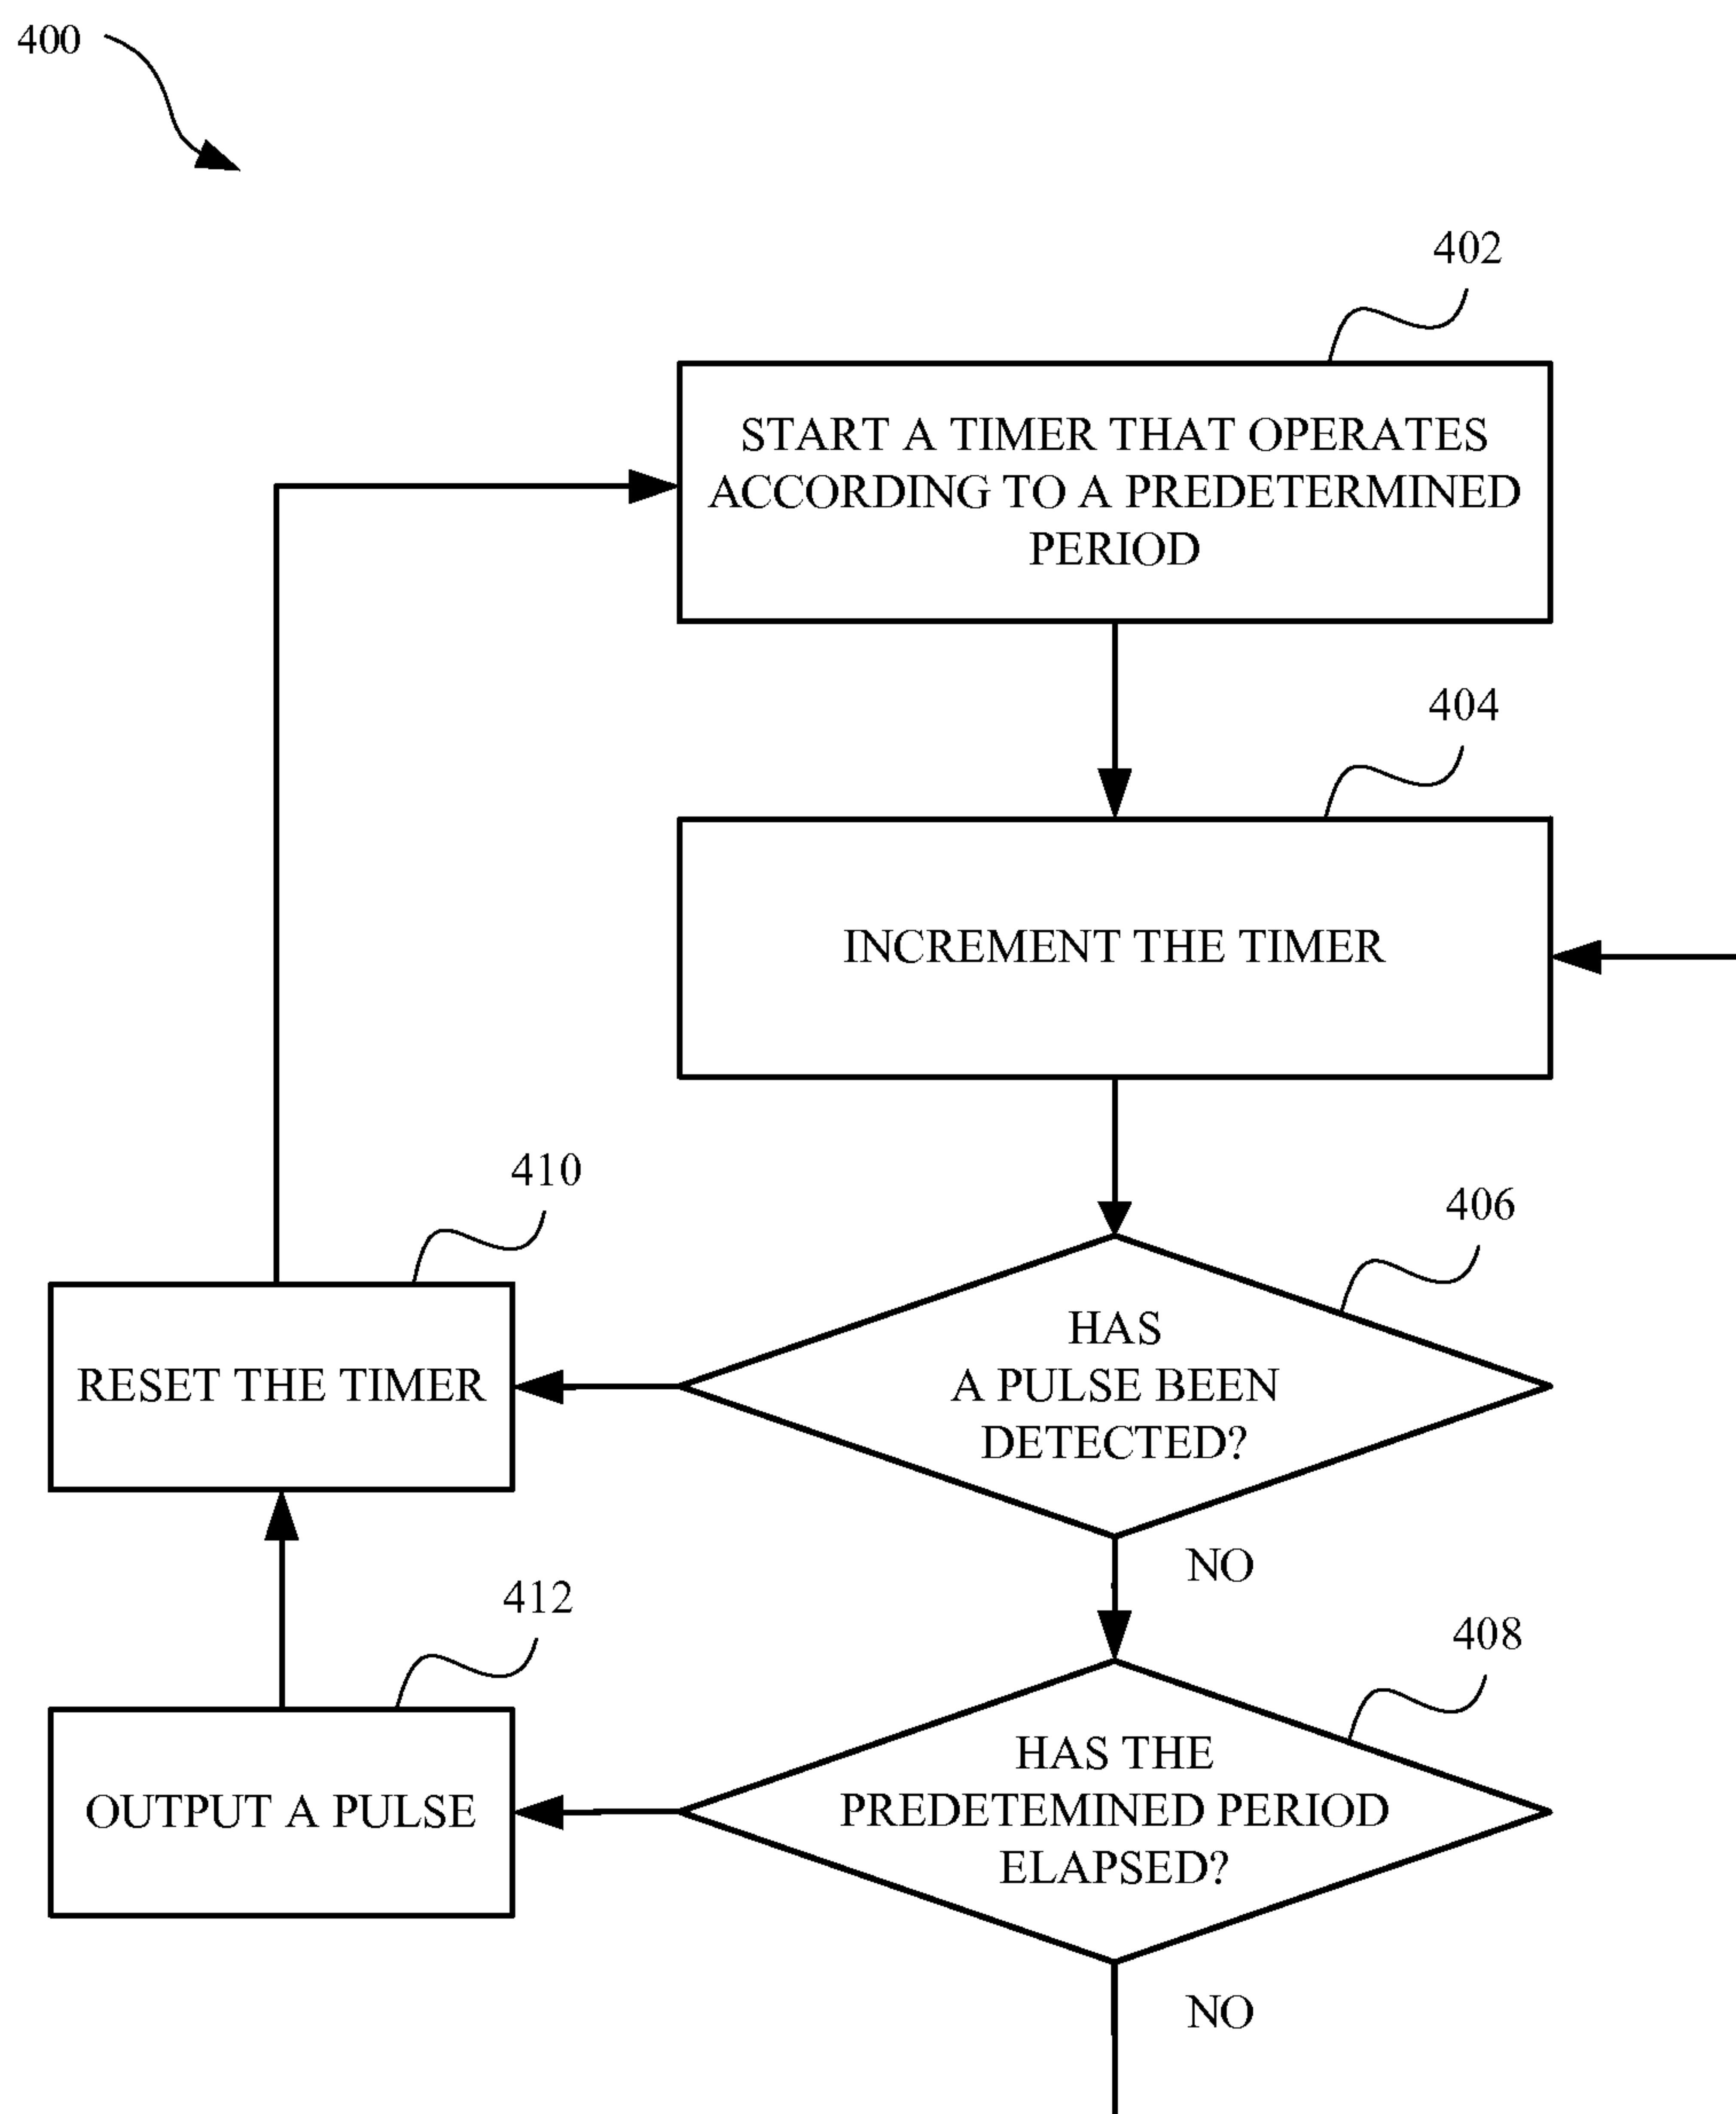 400
402
START A TIMER THAT OPERATES
ACCORDING TO A PREDETERMINED
PERIOD
404
INCREMENT THE TIMER
410
406
HAS
A PULSE BEEN
DETECTED?
RESET THE TIMER
NO
412
408
HAS THE
PREDETEMINED PERIOD
ELAPSED?
OUTPUT A PULSE
NO